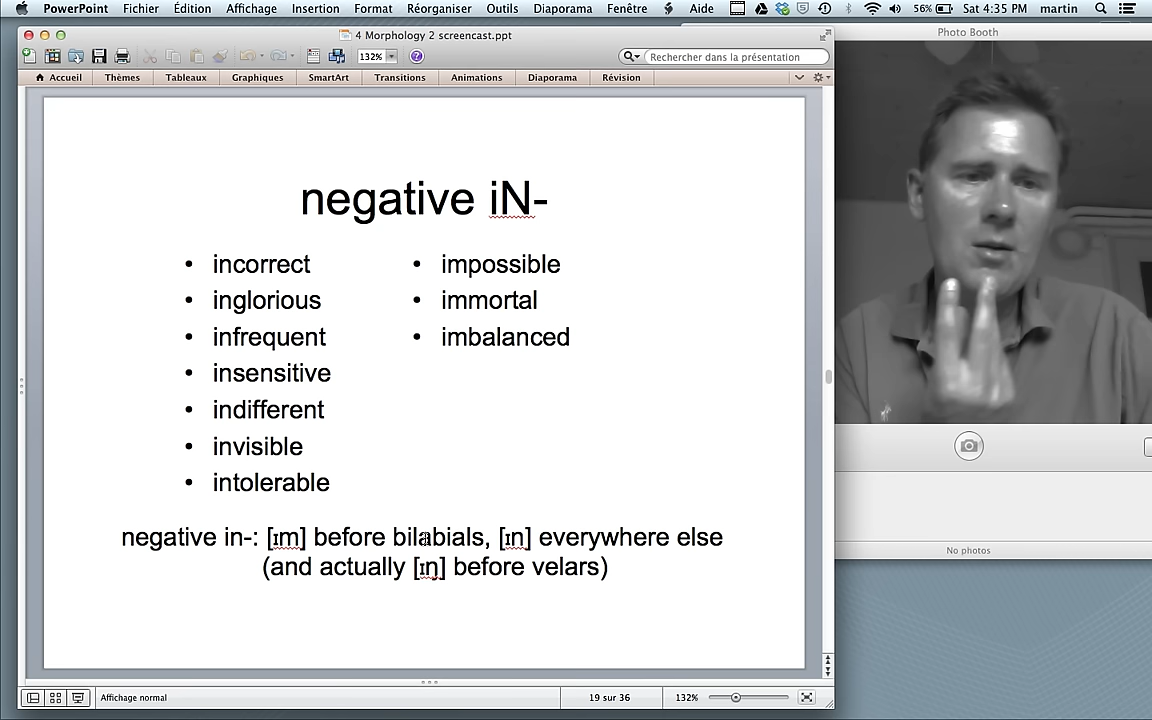 PowerPoint Fichier Édition Affichage Insertion Format Réorganiser Outils Diaporama Fenêtre Aide 56% Sat 4:35 PM martin
4 Morphology 2 screencast.ppt
Photo Booth
132%
Rechercher dans la présentation
Accueil Thèmes Tableaux Graphiques SmartArt Transitions Animations Diaporama Révision
negative iN-
• incorrect
• inglorious
• infrequent
• insensitive
• indifferent
• invisible
• intolerable
• impossible
• immortal
• imbalanced
negative in-: [ɪm] before bilabials, [ɪn] everywhere else
(and actually [ɪŋ] before velars)
No photos
Affichage normal
19 sur 36
132%